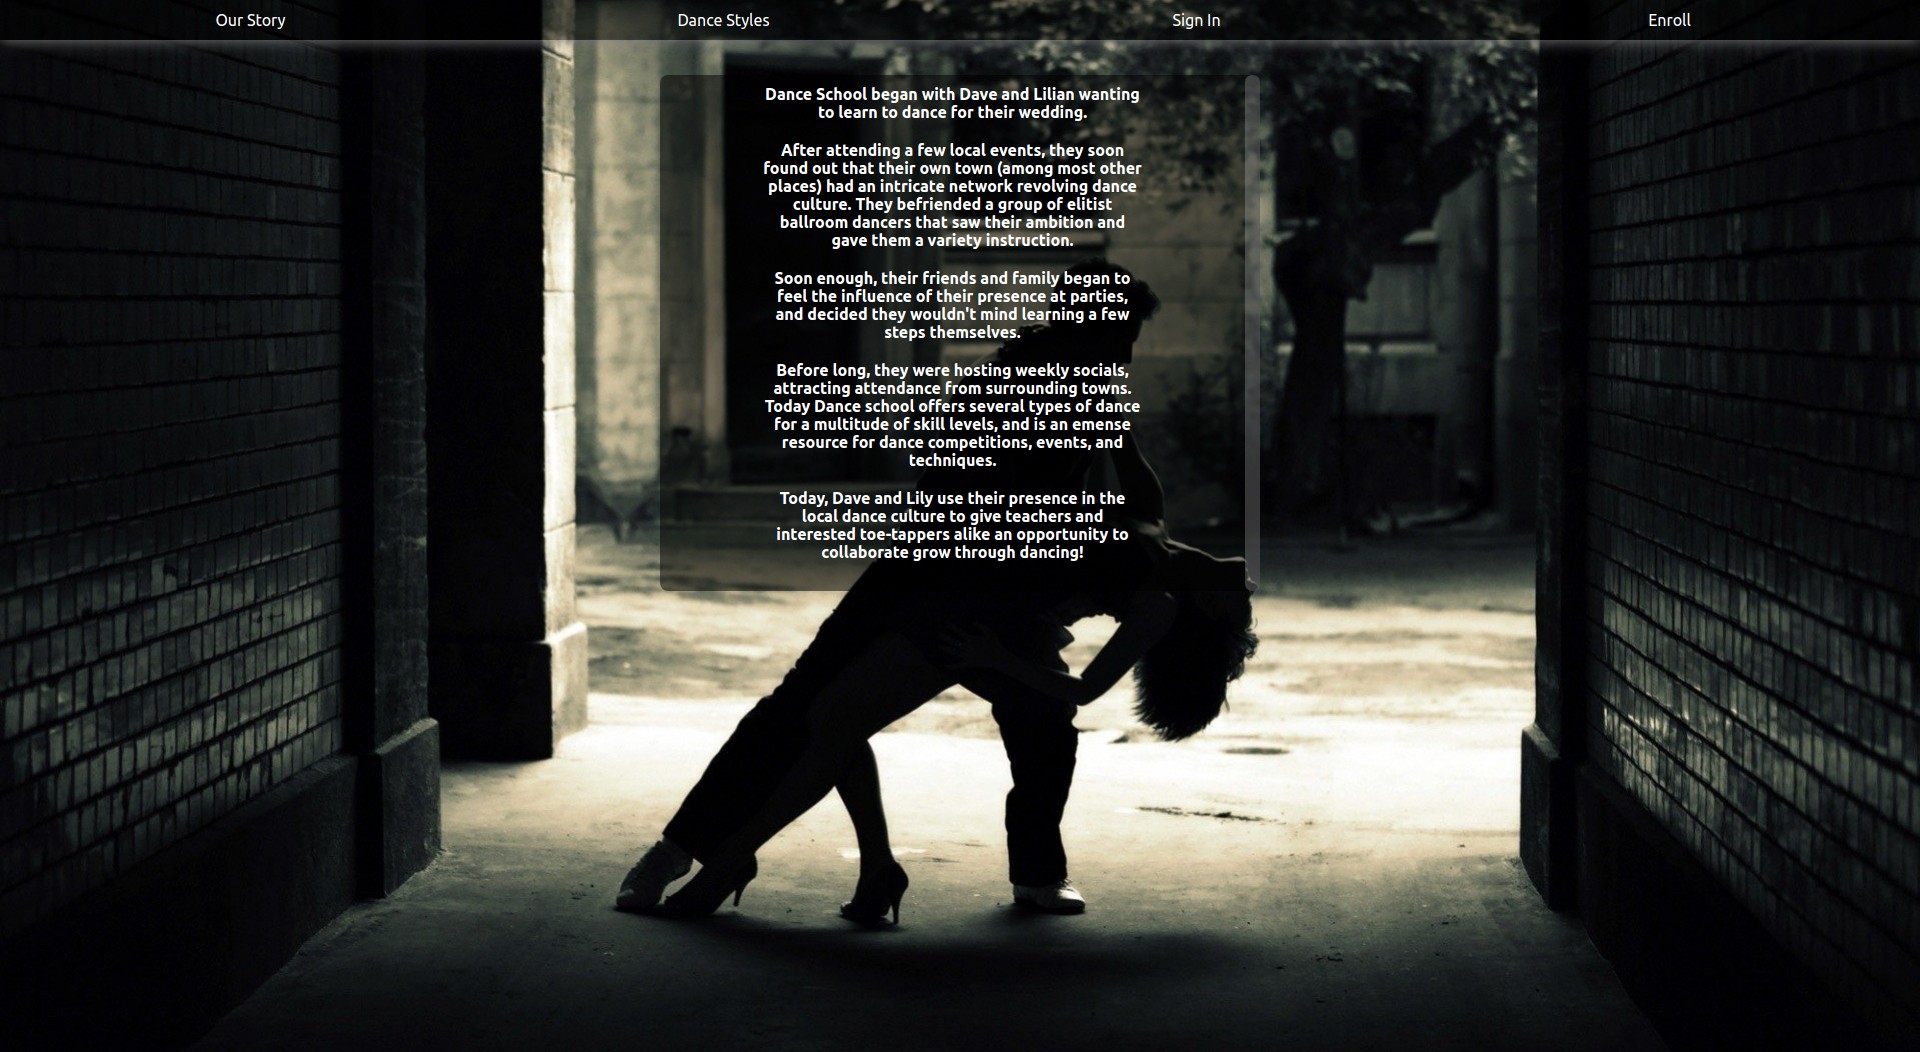 Our Story
Dance Styles
Sign In
Enroll
Dance School began with Dave and Lilian wanting
to learn to dance for their wedding.
After attending a few local events, they soon
found out that their own town (among most other
places) had an intricate network revolving dance
culture. They befriended a group of elitist
ballroom dancers that saw their ambition and
gave them a variety instruction.
Soon enough, their friends and family began to
feel the influence of their presence at parties,
and decided they wouldn't mind learning a few
steps themselves.
Before long, they were hosting weekly socials,
attracting attendance from surrounding towns.
Today Dance school offers several types of dance
for a multitude of skill levels, and is an emense
resource for dance competitions, events, and
techniques.
Today, Dave and Lily use their presence in the
local dance culture to give teachers and
interested toe-tappers alike an opportunity to
collaborate grow through dancing!